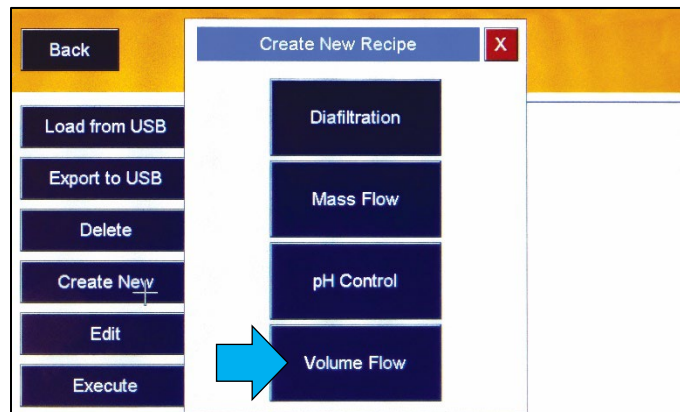 Back
Create New Recipe
X
Load from USB
Export to USB
Delete
Create New
Edit
Execute
Diafiltration
Mass Flow
pH Control
Volume Flow